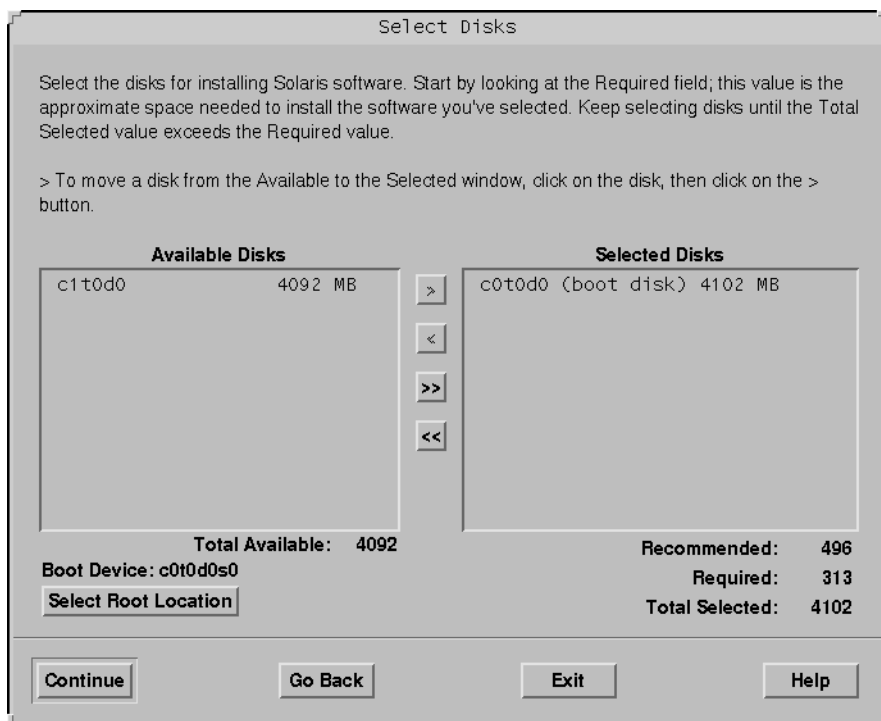 Select Disks
Select the disks for installing Solaris software. Start by looking at the Required field; this value is the
approximate space needed to install the software you've selected. Keep selecting disks until the Total
Selected value exceeds the Required value.
> To move a disk from the Available to the Selected window, click on the disk, then click on the >
button.
Available Disks
c1t0d0 4092 MB
>
<
>>
<<
Total Available: 4092
Boot Device: c0t0d0s0
Select Root Location
Selected Disks
c0t0d0 (boot disk) 4102 MB
Recommended: 496
Required: 313
Total Selected: 4102
Continue
Go Back
Exit
Help